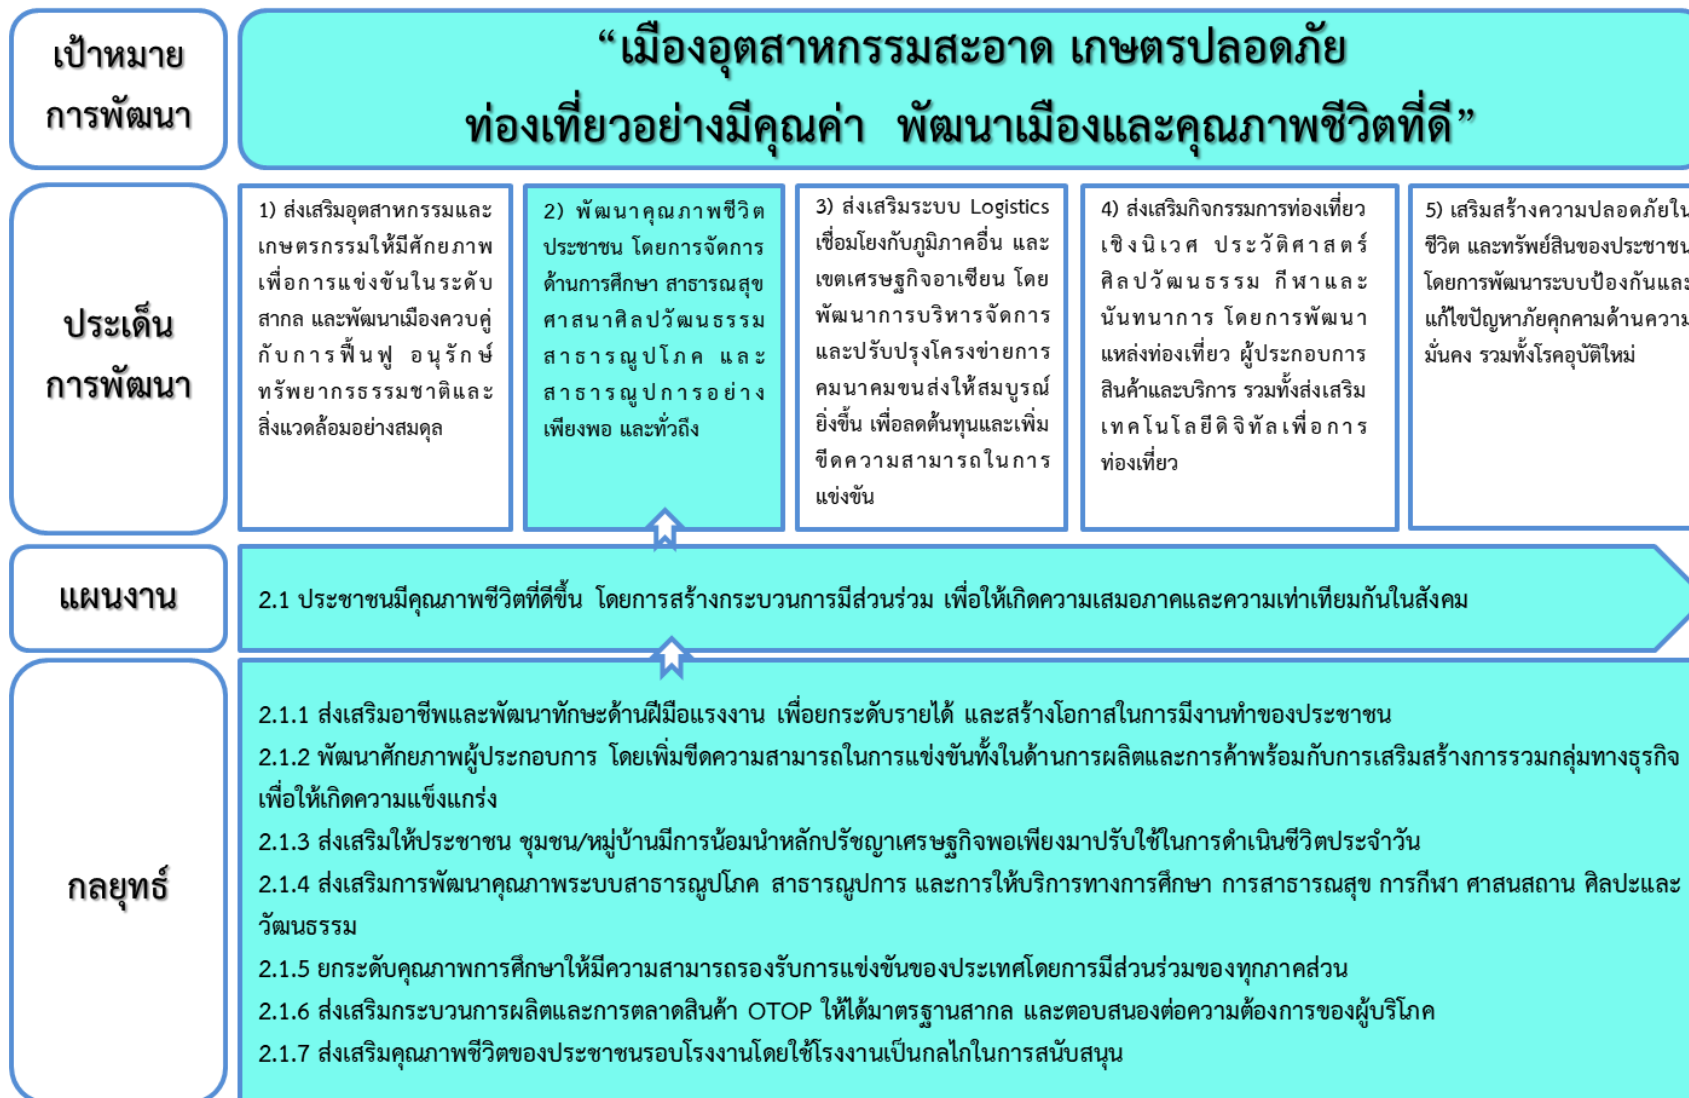 เป้าหมาย
การพัฒนา
“เมืองอุตสาหกรรมสะอาด เกษตรปลอดภัย
ท่องเที่ยวอย่างมีคุณค่า พัฒนาเมืองและคุณภาพชีวิตที่ดี”
ประเด็น
การพัฒนา
1) ส่งเสริมอุตสาหกรรมและ
เกษตรกรรมให้มีศักยภาพ
เพื่อการแข่งขันในระดับ
สากล และพัฒนาเมืองควบคู่
กับการฟื้นฟู อนุรักษ์
ทรัพยากรธรรมชาติและ
สิ่งแวดล้อมอย่างสมดุล
2) พัฒนาคุณภาพชีวิต
ประชาชน โดยการจัดการ
ด้านการศึกษา สาธารณสุข
ศาสนาศิลปวัฒนธรรม
สาธารณูปโภค และ
สาธารณูปการอย่าง
เพียงพอ และทั่วถึง
3) ส่งเสริมระบบ Logistics
เชื่อมโยงกับภูมิภาคอื่น และ
เขตเศรษฐกิจอาเซียน โดย
พัฒนาการบริหารจัดการ
และปรับปรุงโครงข่ายการ
คมนาคมขนส่งให้สมบูรณ์
ยิ่งขึ้น เพื่อลดต้นทุนและเพิ่ม
ขีดความสามารถในการ
แข่งขัน
4) ส่งเสริมกิจกรรมการท่องเที่ยว
เชิงนิเวศ ประวัติศาสตร์
ศิลปวัฒนธรรม กีฬาและ
นันทนาการ โดยการพัฒนา
แหล่งท่องเที่ยว ผู้ประกอบการ
สินค้าและบริการ รวมทั้งส่งเสริม
เทคโนโลยีดิจิทัลเพื่อการ
ท่องเที่ยว
5) เสริมสร้างความปลอดภัยใน
ชีวิต และทรัพย์สินของประชาชน
โดยการพัฒนาระบบป้องกันและ
แก้ไขปัญหาภัยคุกคามด้านความ
มั่นคง รวมทั้งโรคอุบัติใหม่
แผนงาน
2.1 ประชาชนมีคุณภาพชีวิตที่ดีขึ้น โดยการสร้างกระบวนการมีส่วนร่วม เพื่อให้เกิดความเสมอภาคและความเท่าเทียมกันในสังคม
กลยุทธ์
2.1.1 ส่งเสริมอาชีพและพัฒนาทักษะด้านฝีมือแรงงาน เพื่อยกระดับรายได้ และสร้างโอกาสในการมีงานทำของประชาชน
2.1.2 พัฒนาศักยภาพผู้ประกอบการ โดยเพิ่มขีดความสามารถในการแข่งขันทั้งในด้านการผลิตและการค้าพร้อมกับการเสริมสร้างการรวมกลุ่มทางธุรกิจ
เพื่อให้เกิดความแข็งแกร่ง
2.1.3 ส่งเสริมให้ประชาชน ชุมชน/หมู่บ้านมีการน้อมนำหลักปรัชญาเศรษฐกิจพอเพียงมาปรับใช้ในการดำเนินชีวิตประจำวัน
2.1.4 ส่งเสริมการพัฒนาคุณภาพระบบสาธารณูปโภค สาธารณูปการ และการให้บริการทางการศึกษา การสาธารณสุข การกีฬา ศาสนสถาน ศิลปะและ
วัฒนธรรม
2.1.5 ยกระดับคุณภาพการศึกษาให้มีความสามารถรองรับการแข่งขันของประเทศโดยการมีส่วนร่วมของทุกภาคส่วน
2.1.6 ส่งเสริมกระบวนการผลิตและการตลาดสินค้า OTOP ให้ได้มาตรฐานสากล และตอบสนองต่อความต้องการของผู้บริโภค
2.1.7 ส่งเสริมคุณภาพชีวิตของประชาชนรอบโรงงานโดยใช้โรงงานเป็นกลไกในการสนับสนุน